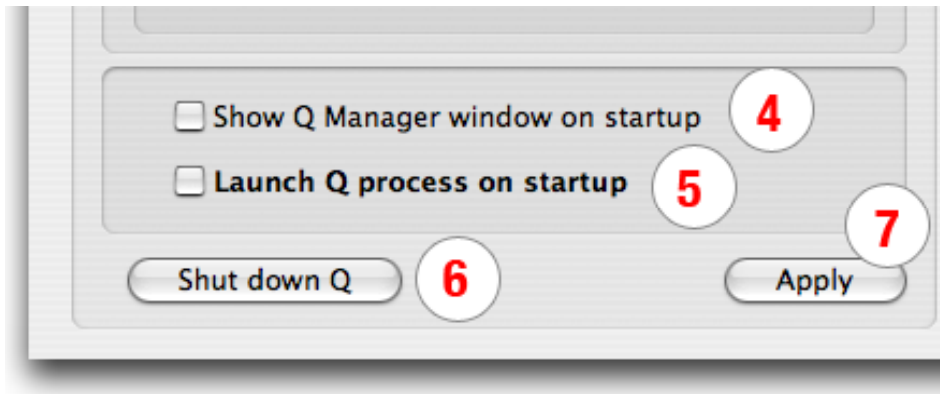 Show Q Manager window on startup 4
Launch Q process on startup 5
7
Shut down Q 6 Apply